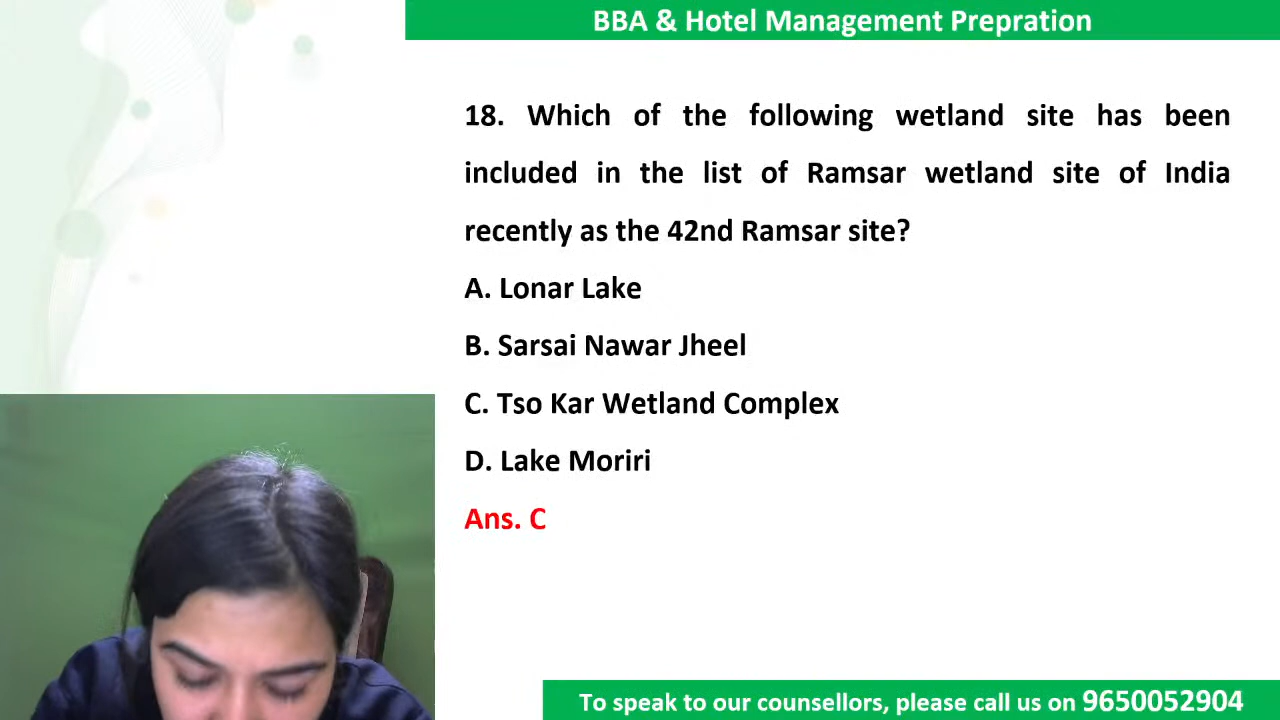 BBA & Hotel Management Prepration
18. Which of the following wetland site has been
included in the list of Ramsar wetland site of India
recently as the 42nd Ramsar site?
A. Lonar Lake
B. Sarsai Nawar Jheel
C. Tso Kar Wetland Complex
D. Lake Moriri
Ans. C
To speak to our counsellors, please call us on 9650052904